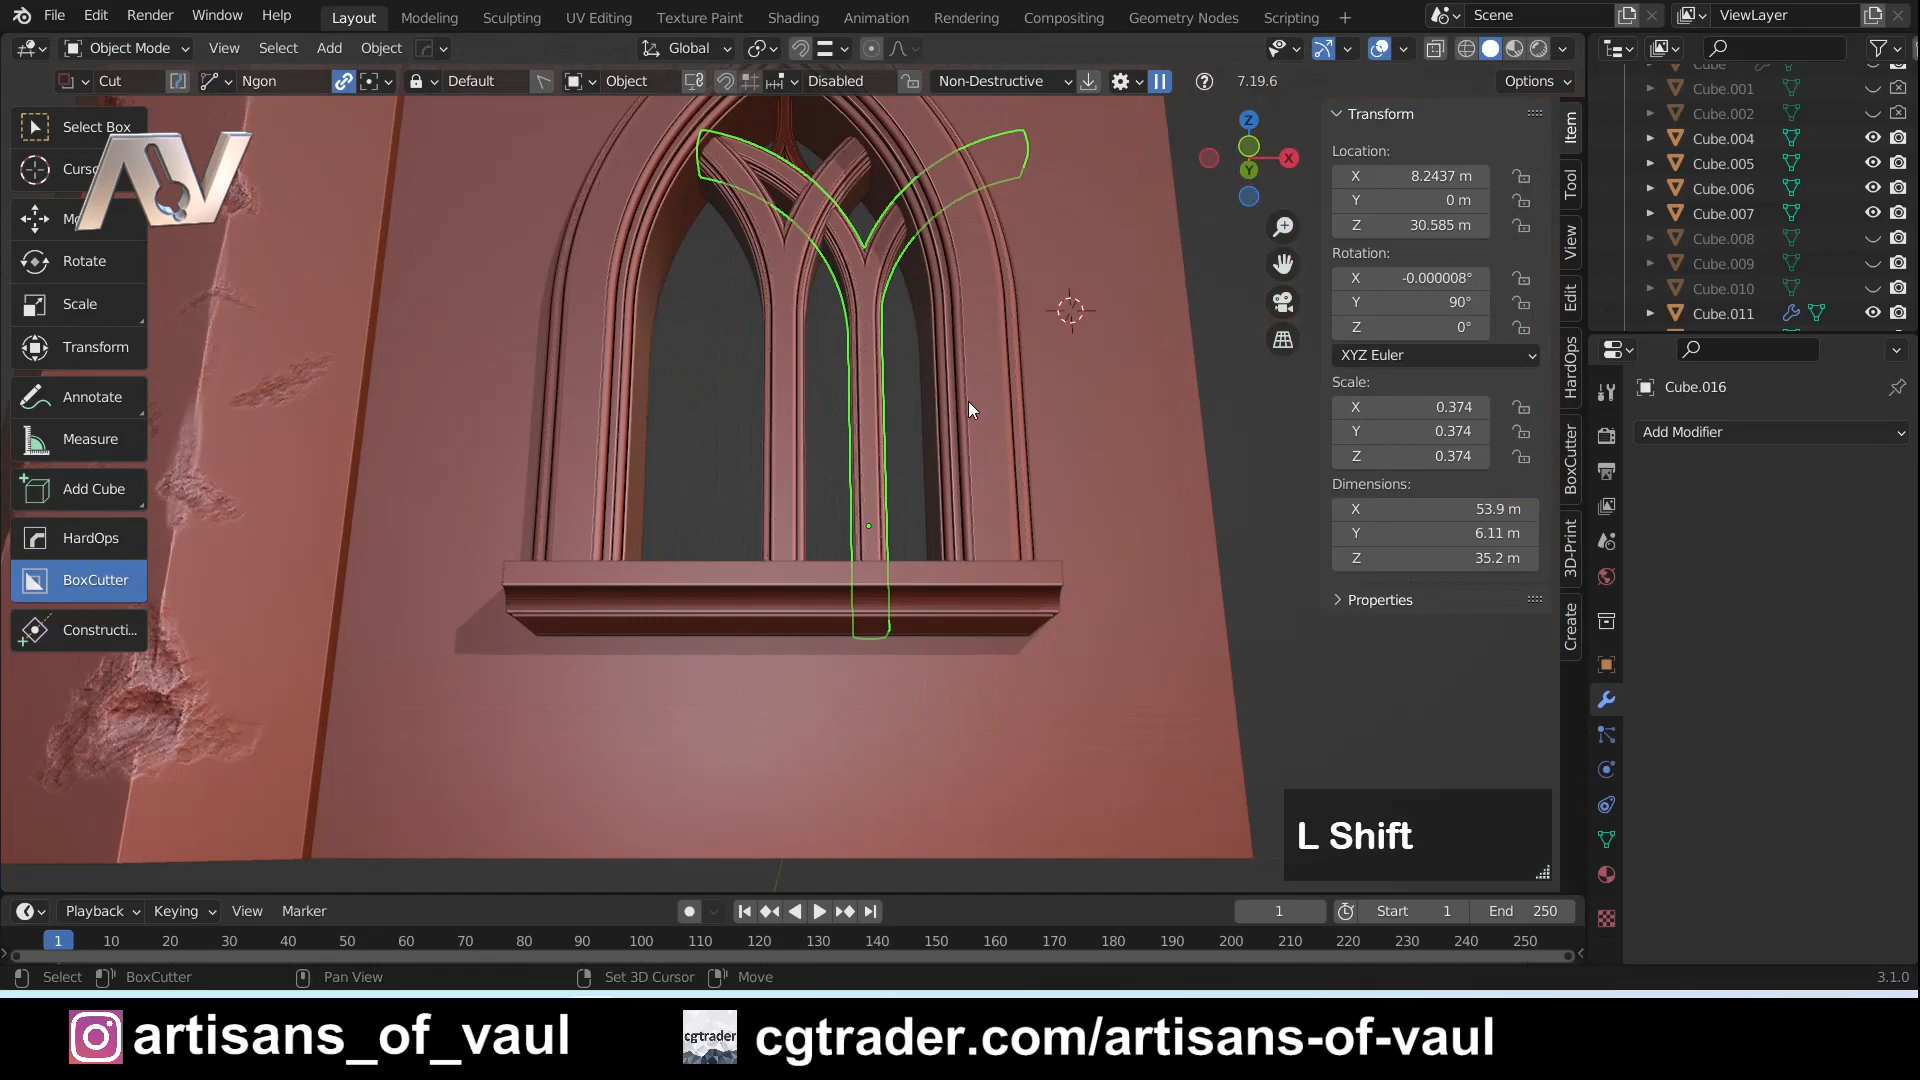 File Edit Render Window Help Layout Modeling Sculpting UV Editing Texture Paint Shading Animation Rendering Compositing Geometry Nodes Scripting + Scene ViewLayer
Object Mode View Select Add Object Global
Cut Ngon Default Object Disabled Non-Destructive 7.19.6 Options
Select Box
Rotate
Scale
Transform
Annotate
Measure
Add Cube
HardOps
BoxCutter
Constructi...
AV
Z
X
Y
Transform
Location:
X 8.2437 m
Y 0 m
Z 30.585 m
Rotation:
X -0.000008°
Y 90°
Z 0°
XYZ Euler
Scale:
X 0.374
Y 0.374
Z 0.374
Dimensions:
X 53.9 m
Y 6.11 m
Z 35.2 m
Properties
Item
Tool
View
Edit
HardOps
BoxCutter
3D-Print
Create
Cube.001
Cube.002
Cube.004
Cube.005
Cube.006
Cube.007
Cube.008
Cube.009
Cube.010
Cube.011
Cube.016
Add Modifier
L Shift
Playback Keying View Marker 1 Start 1 End 250
1 10 20 30 40 50 60 70 80 90 100 110 120 130 140 150 160 170 180 190 200 210 220 230 240 250
Select BoxCutter Pan View Set 3D Cursor Move 3.1.0
artisans_of_vaul cgtrader cgtrader.com/artisans-of-vaul